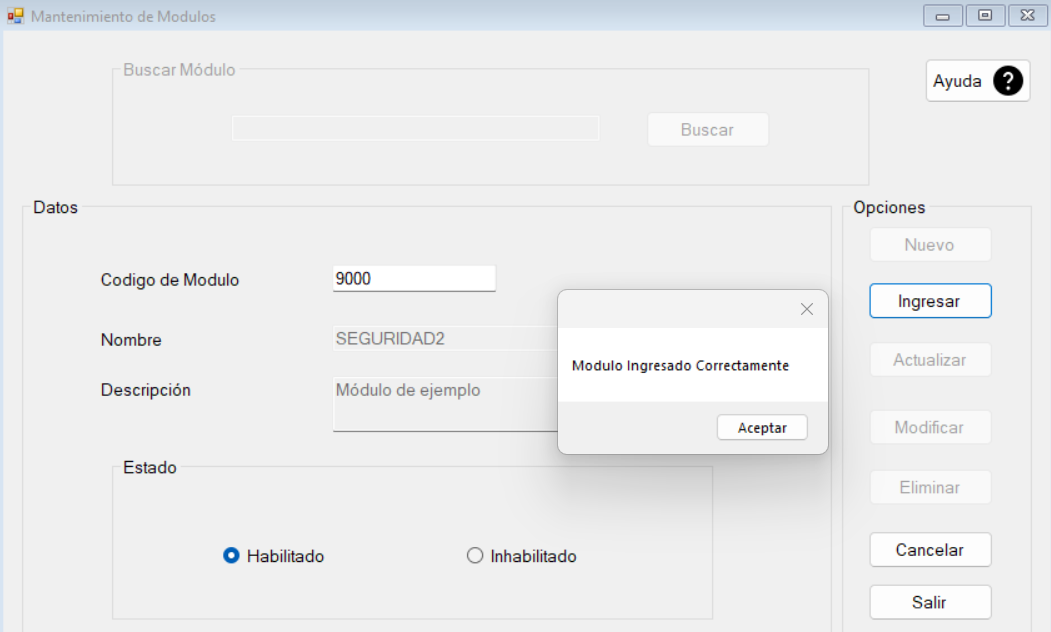 Mantenimiento de Modulos
Buscar Módulo
Ayuda ?
Buscar
Datos
Opciones
Nuevo
Codigo de Modulo 9000
Ingresar
Nombre SEGURIDAD2
Modulo Ingresado Correctamente
Actualizar
Descripción Módulo de ejemplo
Aceptar
Modificar
Estado
Eliminar
Habilitado Inhabilitado
Cancelar
Salir